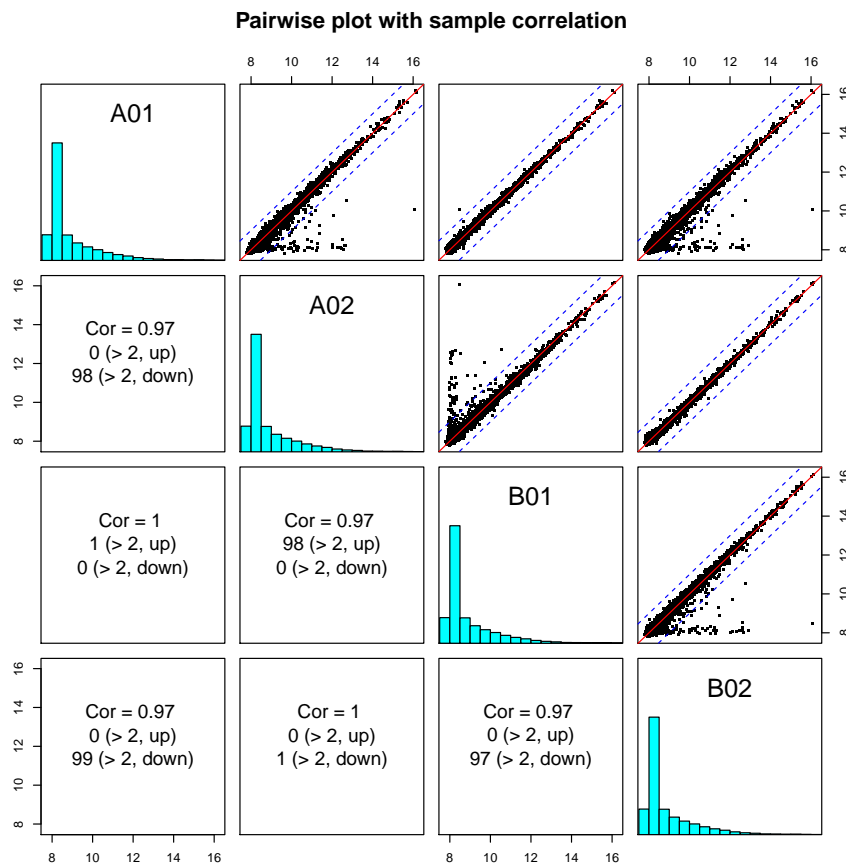 Pairwise plot with sample correlation
8 10 12 14 16
8 10 12 14 16
A01
8 10 12 14 16
8 10 12 14 16
Cor = 0.97
0 (> 2, up)
98 (> 2, down)
A02
Cor = 1
1 (> 2, up)
0 (> 2, down)
Cor = 0.97
98 (> 2, up)
0 (> 2, down)
B01
8 10 12 14 16
8 10 12 14 16
Cor = 0.97
0 (> 2, up)
99 (> 2, down)
Cor = 1
0 (> 2, up)
1 (> 2, down)
Cor = 0.97
0 (> 2, up)
97 (> 2, down)
B02
8 10 12 14 16
8 10 12 14 16